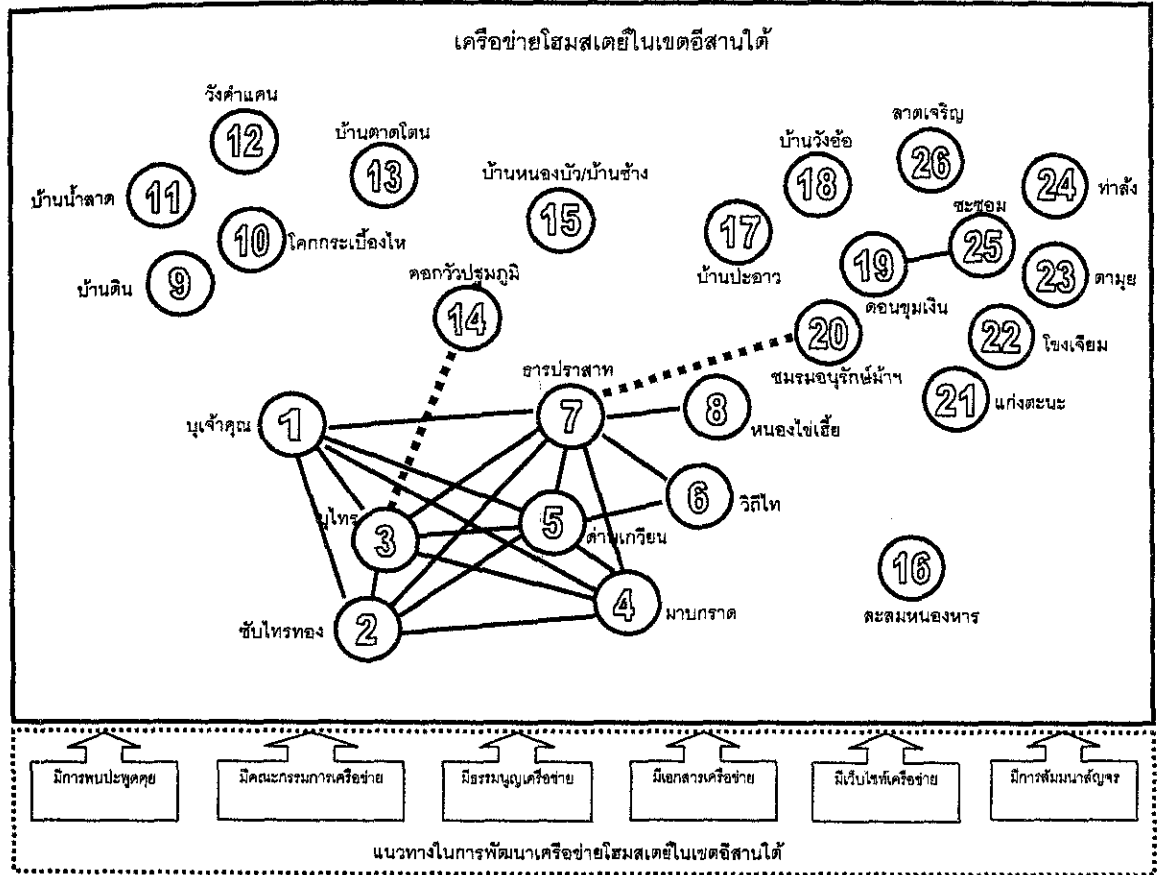 เครือข่ายโฮมสเตย์ในเขตอีสานใต้
วังคำแคน
12
บ้านตาดโตน
13
บ้านน้ำลาด
11
10
โคกกระเบื้องไห
บ้านดิน
9
บ้านหนองบัว/บ้านช้าง
15
ดอกวัวปฐมภูมิ
14
ลาดเจริญ
26
บ้านวังอ้อ
18
24
ท่าล้ง
ซะซอม
25
17
บ้านปะอาว
19
ดอนขุมเงิน
23
ตามุย
20
ชมรมอนุรักษ์ม้าฯ
22
โขงเจียม
21
แก่งตะนะ
ธารปราสาท
7
8
หนองไข่เฮี้ย
บุเจ้าคุณ
1
6
วิถีไท
บุไทร
3
5
ด่านเกวียน
16
ละลมหนองหาร
ซับไทรทอง
2
4
มาบกราด
มีการพบปะพูดคุย
มีคณะกรรมการเครือข่าย
มีธรรมนูญเครือข่าย
มีเอกสารเครือข่าย
มีเว็บไซท์เครือข่าย
มีการสัมมนาสัญจร
แนวทางในการพัฒนาเครือข่ายโฮมสเตย์ในเขตอีสานใต้